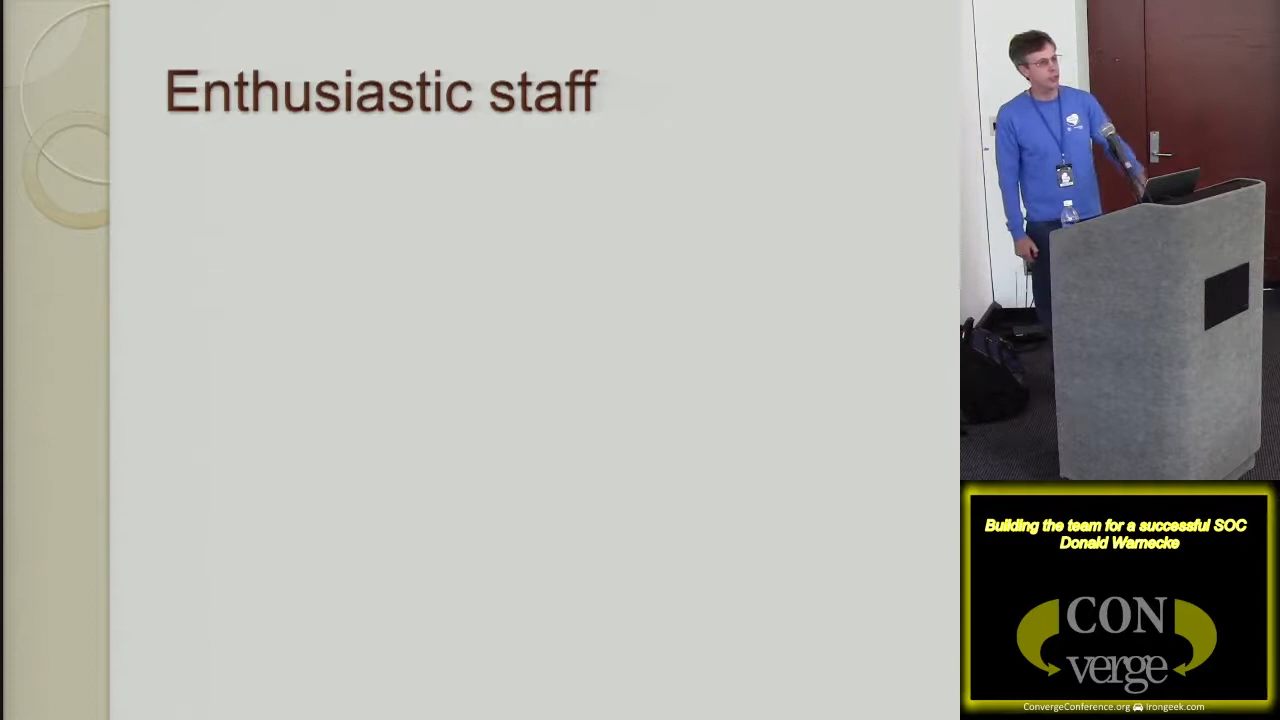 Enthusiastic staff
Building the team for a successful SOC
Donald Warnecke
CON
verge
ConvergeConference.org Irongeek.com